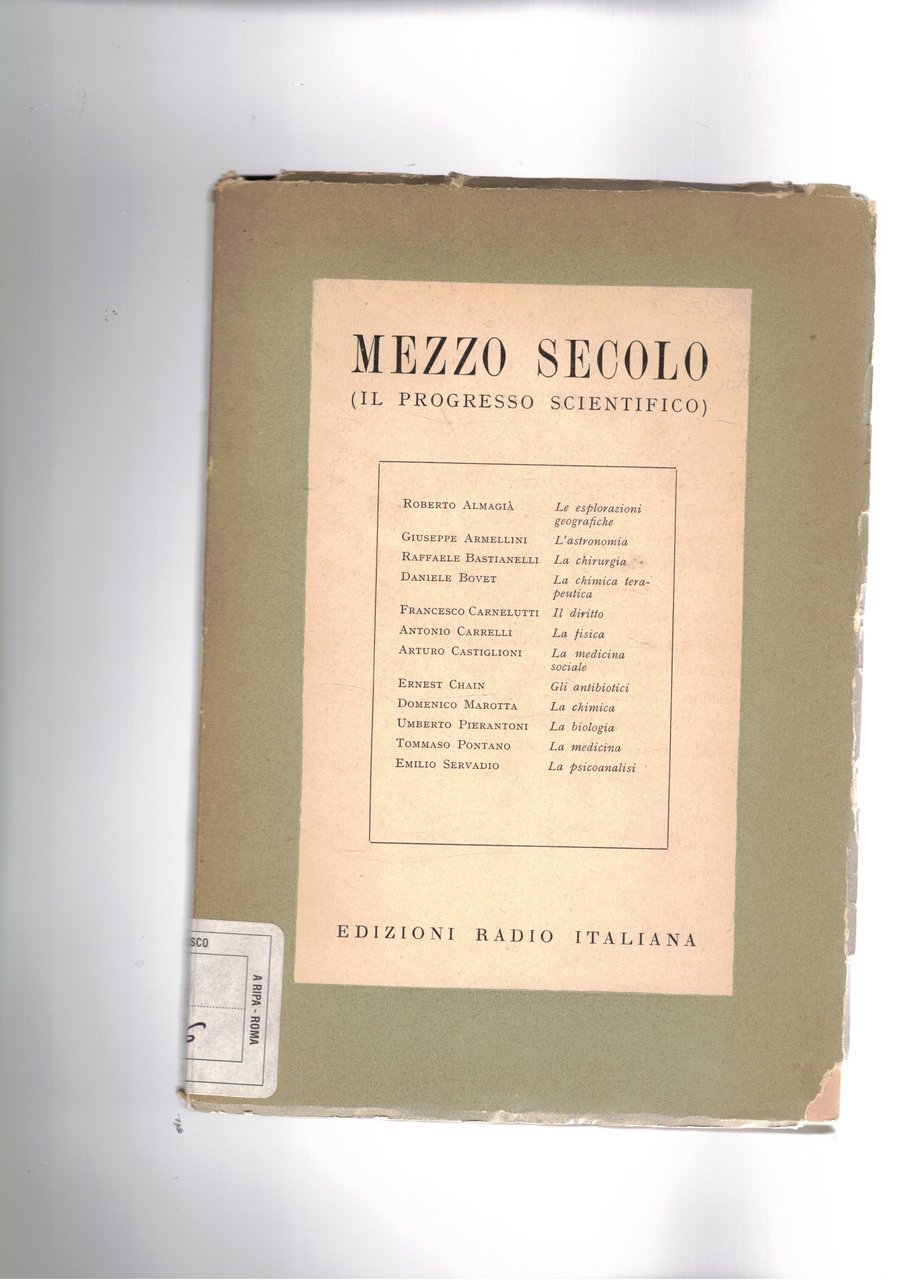 MEZZO SECOLO
(IL PROGRESSO SCIENTIFICO)
ROBERTO ALMAGIÀ Le esplorazioni
geografiche
GIUSEPPE ARMELLINI L'astronomia
RAFFAELE BASTIANELLI La chirurgia
DANIELE BOVET La chimica tera-
peutica
FRANCESCO CARNELUTTI Il diritto
ANTONIO CARRELLI La fisica
ARTURO CASTIGLIONI La medicina
sociale
ERNEST CHAIN Gli antibiotici
DOMENICO MAROTTA La chimica
UMBERTO PIERANTONI La biologia
TOMMASO PONTANO La medicina
EMILIO SERVADIO La psicoanalisi
EDIZIONI RADIO ITALIANA
SCO
A RIPA - ROMA